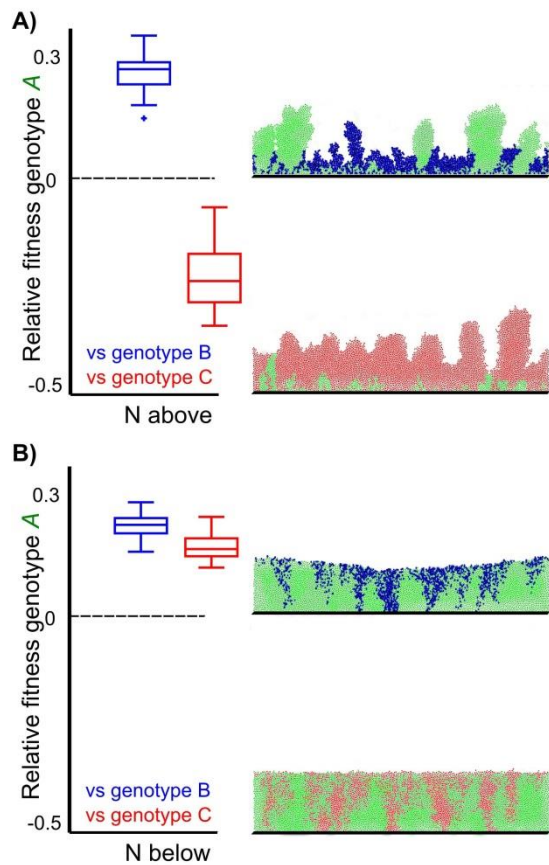 A)
Relative fitness genotype A
0.3
0
-0.5
vs genotype B
vs genotype C
N above
B)
Relative fitness genotype A
0.3
0
-0.5
vs genotype B
vs genotype C
N below